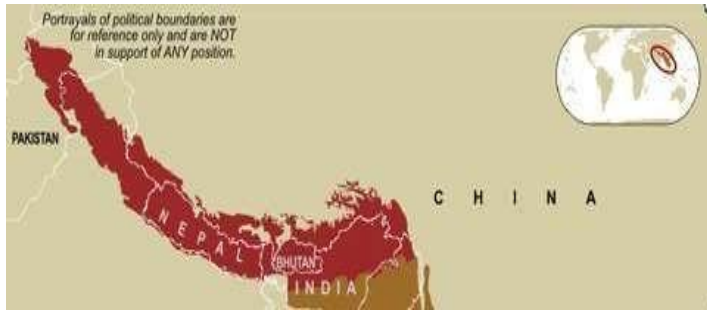 Portrayals of political boundaries are
for reference only and are NOT
in support of ANY position.
PAKISTAN
CHINA
NEPAL
BHUTAN
INDIA